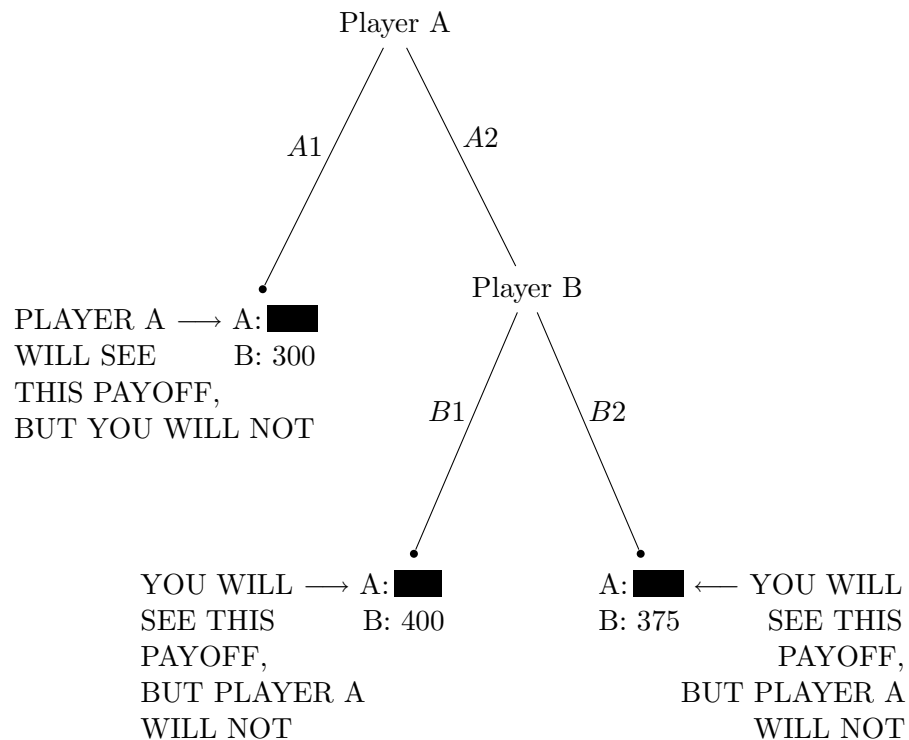 Player A
A1
A2
Player B
PLAYER A ⟶ A:
WILL SEE B: 300
THIS PAYOFF,
BUT YOU WILL NOT
B1
B2
YOU WILL ⟶ A:
SEE THIS B: 400
PAYOFF,
BUT PLAYER A
WILL NOT
A: ⟵ YOU WILL
B: 375 SEE THIS
PAYOFF,
BUT PLAYER A
WILL NOT